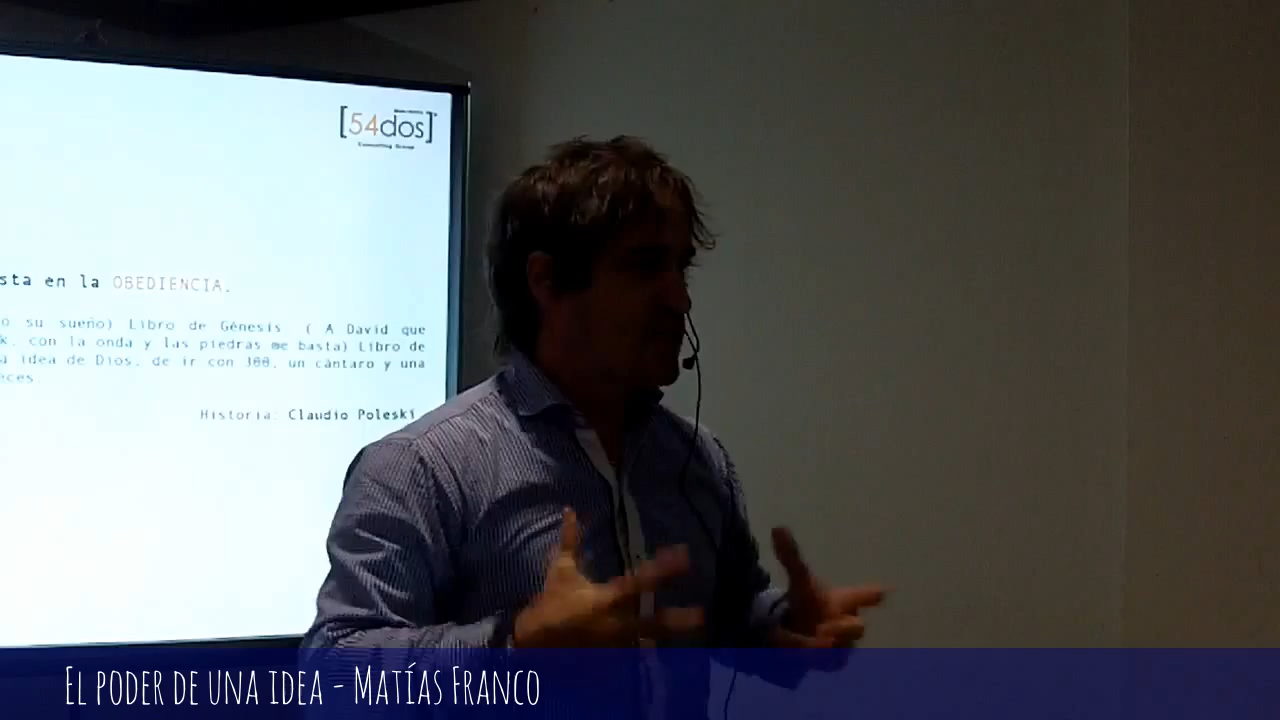 [54dos]
Consulting Group
sta en la OBEDIENCIA.
o su sueño) Libro de Génesis ( A David que
k, con la onda y las piedras me basta) Libro de
a idea de Dios, de ir con 300, un cántaro y una
eces
Historia: Claudio Poleski
El poder de una idea - Matías Franco